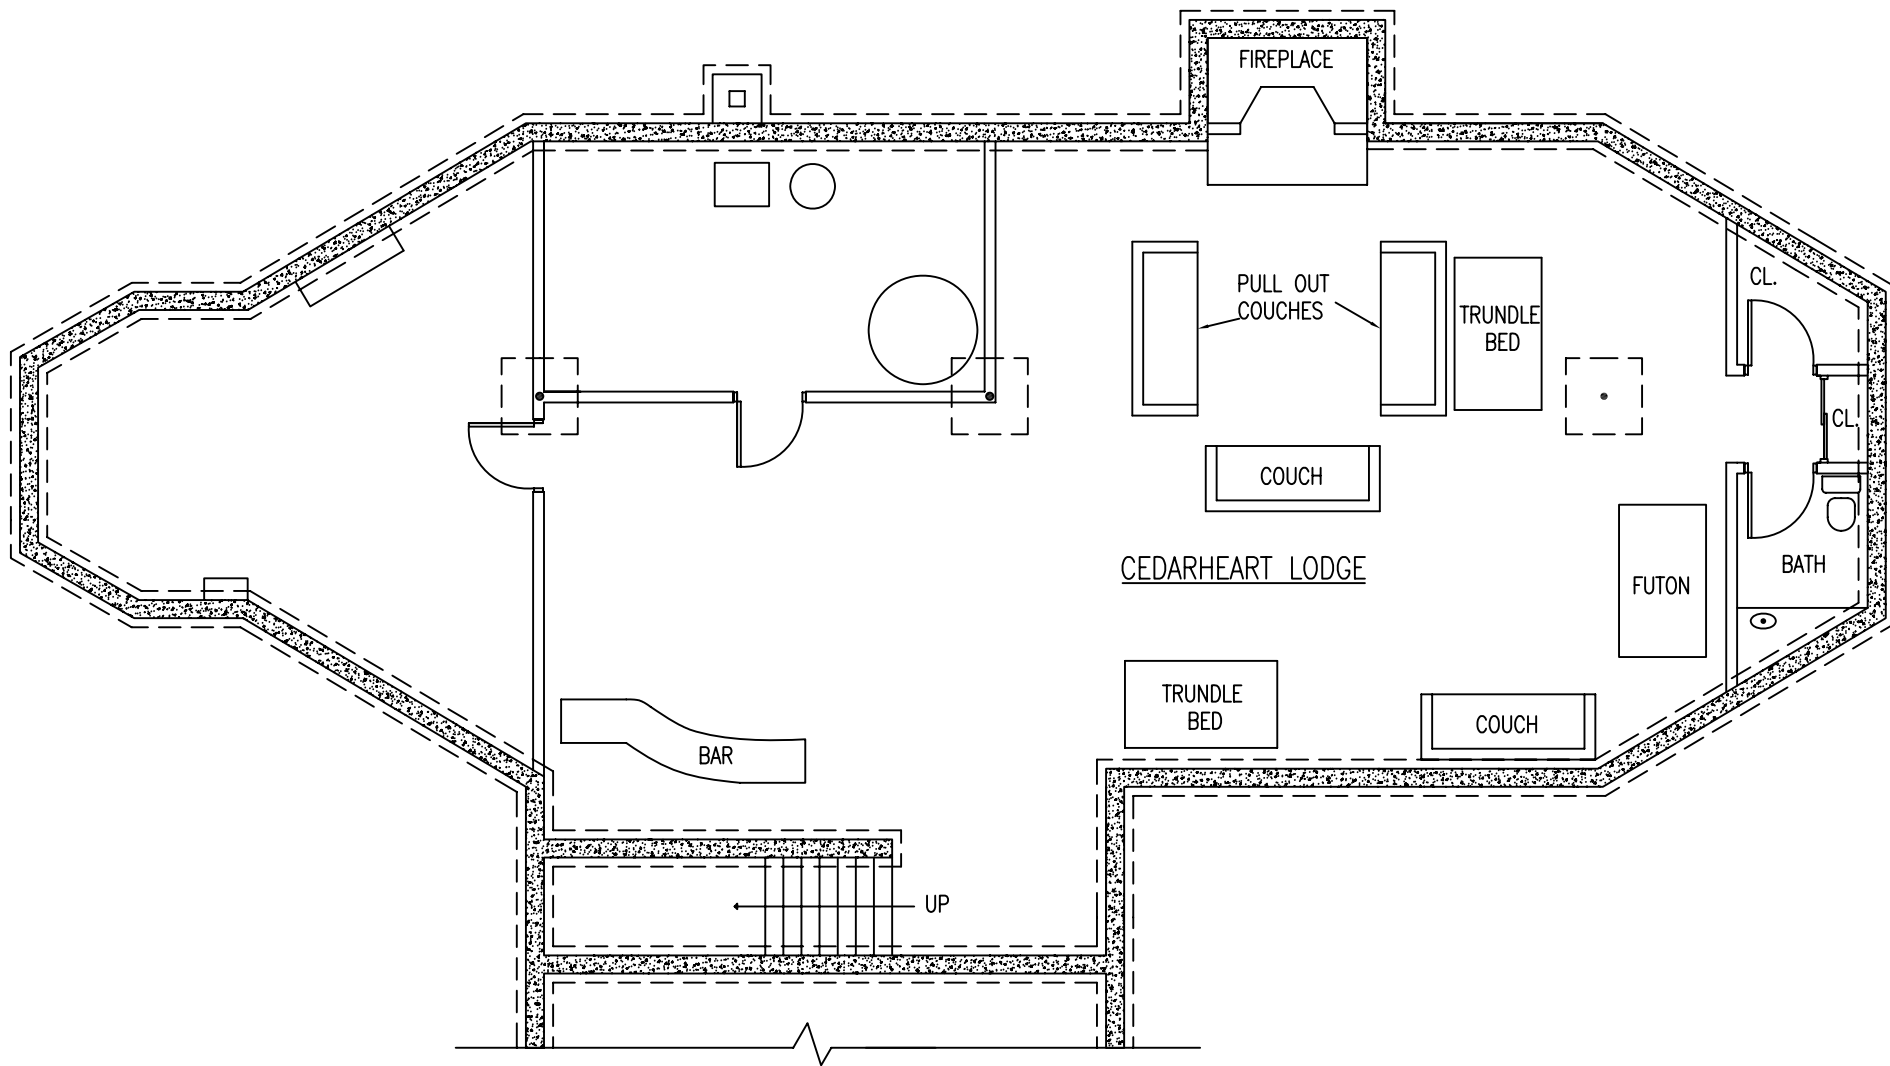 FIREPLACE
CL.
PULL OUT
COUCHES
TRUNDLE
BED
CL.
COUCH
CEDARHEART LODGE
BATH
FUTON
TRUNDLE
BED
COUCH
BAR
UP